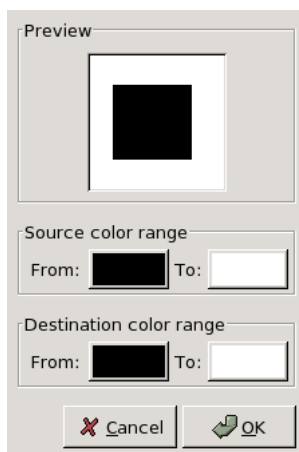 Preview
Source color range
From: To:
Destination color range
From: To:
Cancel OK